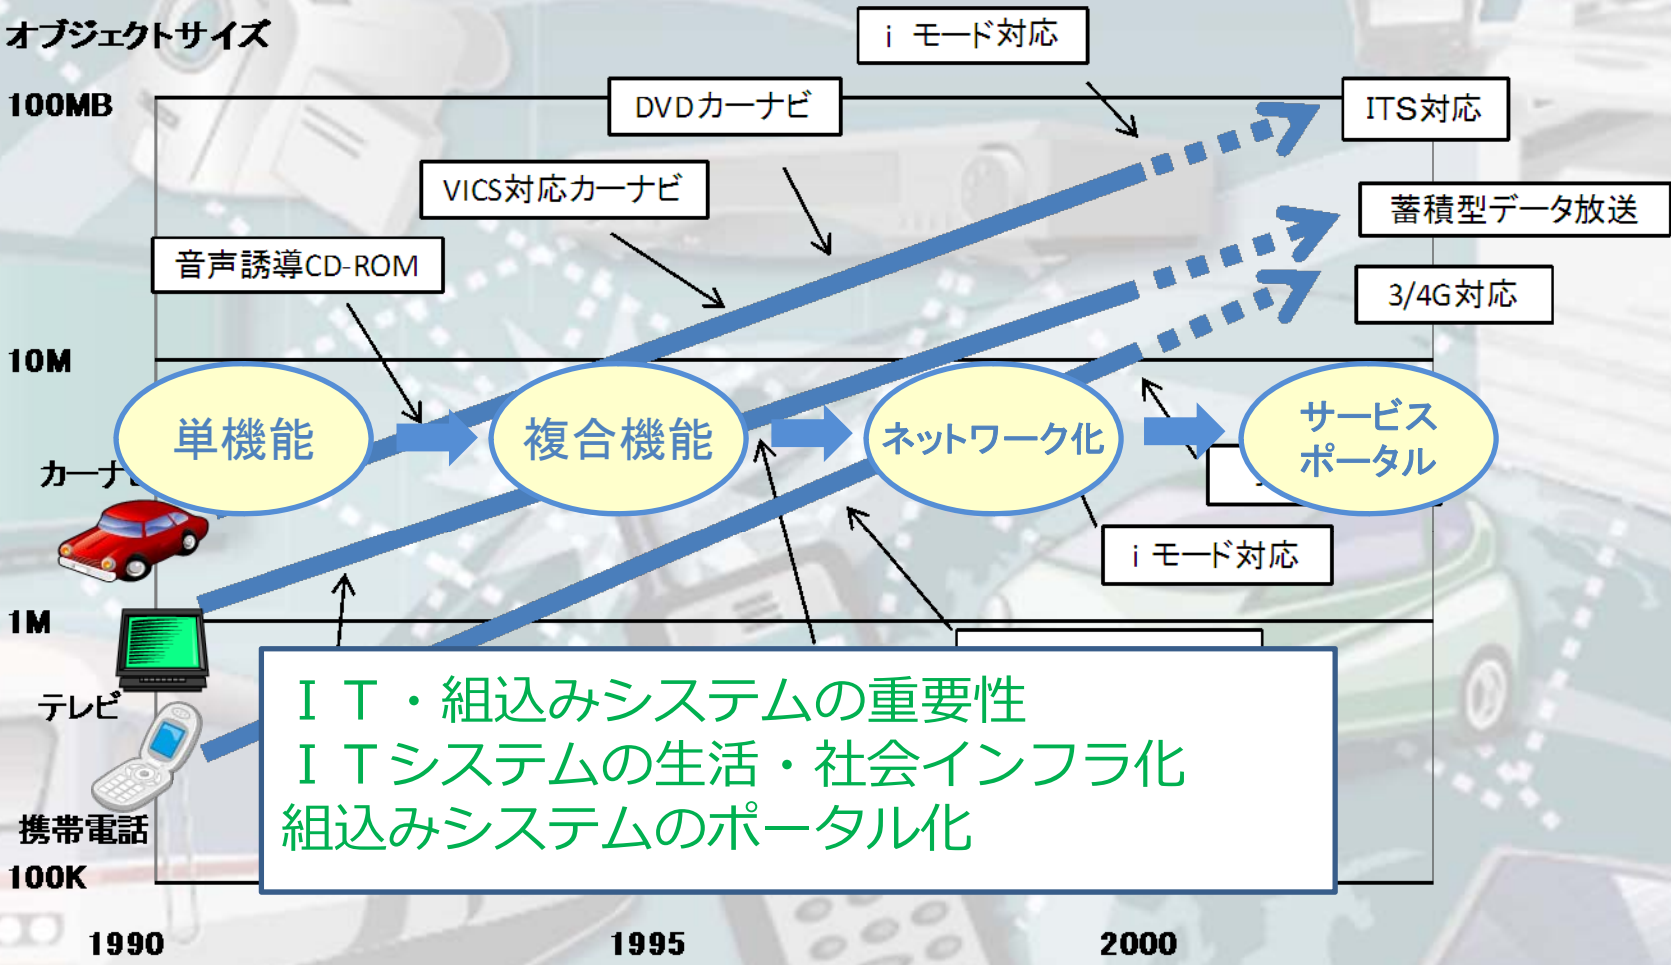 オブジェクトサイズ
i モード対応
100MB
DVDカーナビ
ITS対応
VICS対応カーナビ
蓄積型データ放送
音声誘導CD-ROM
3/4G対応
10M
単機能
複合機能
ネットワーク化
サービス
ポータル
カーナビ
i モード対応
1M
テレビ
ＩＴ・組込みシステムの重要性
ＩＴシステムの生活・社会インフラ化
組込みシステムのポータル化
携帯電話
100K
1990
1995
2000